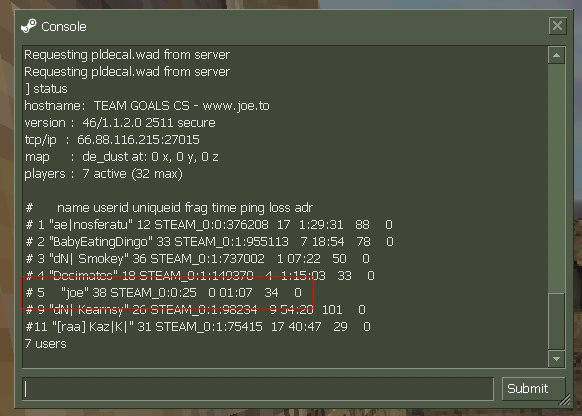 Console
Requesting pldecal.wad from server
Requesting pldecal.wad from server
] status
hostname:  TEAM GOALS CS - www.joe.to
version :  46/1.1.2.0 2511 secure
tcp/ip  :  66.88.116.215:27015
map     :  de_dust at: 0 x, 0 y, 0 z
players :  7 active (32 max)
#      name userid uniqueid frag time ping loss adr
# 1 "ae|nosferatu" 12 STEAM_0:0:376208  17  1:29:31   88    0
# 2 "BabyEatingDingo" 33 STEAM_0:1:955113  7 18:54   78    0
# 3 "dN| Smokey" 36 STEAM_0:1:737002  1 07:22   50    0
# 4 "Decimatec" 18 STEAM_0:1:149370  4  1:15:03   33    0
# 5    "joe" 38 STEAM_0:0:25  0 01:07   34    0
# 9 "dN| Kearnsy" 26 STEAM_0:1:98234  9 54:20  101    0
#11 "[raa] Kaz|K|" 31 STEAM_0:1:75415  17 40:47   29    0
7 users
Submit